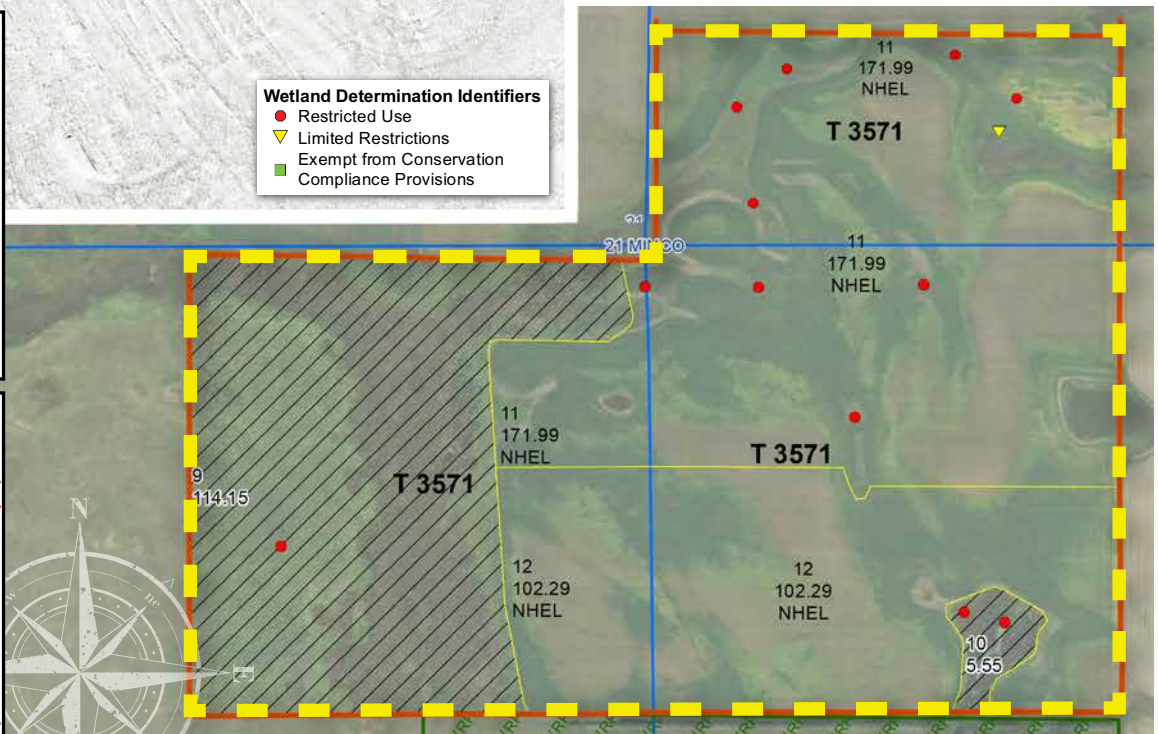 Wetland Determination Identifiers
Restricted Use
Limited Restrictions
Exempt from Conservation
Compliance Provisions
11
171.99
NHEL
T 3571
21
11
171.99
NHEL
11
171.99
NHEL
T 3571
T 3571
9
114.15
N
ne
E
12
102.29
NHEL
12
102.29
NHEL
10
5.55